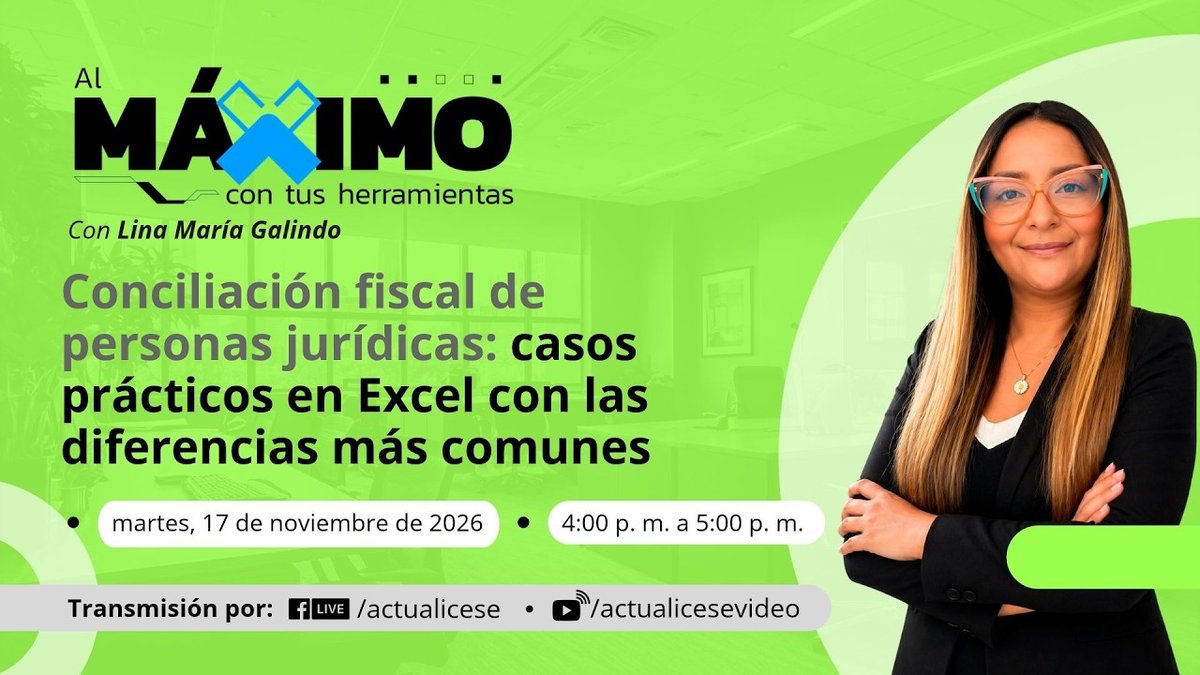 Al
MÁXIMO
con tus herramientas
Con Lina María Galindo
Conciliación fiscal de
personas jurídicas: casos
prácticos en Excel con las
diferencias más comunes
• martes, 17 de noviembre de 2026 • 4:00 p. m. a 5:00 p. m.
Transmisión por: f LIVE /actualicese • /actualicesevideo